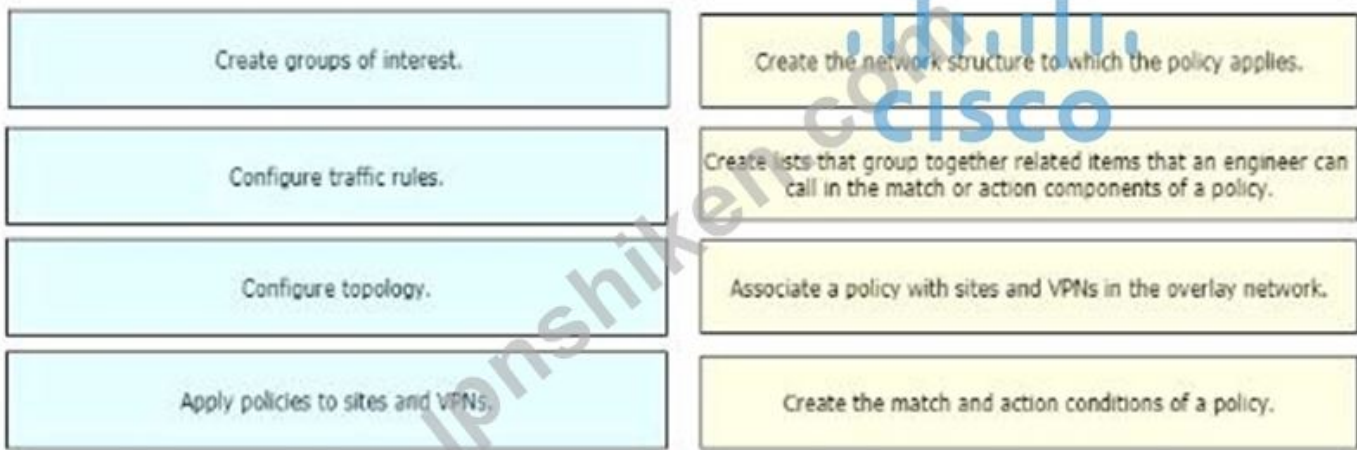 Create groups of interest.
Create the network structure to which the policy applies.
CISCO
Configure traffic rules.
Create lists that group together related items that an engineer can
call in the match or action components of a policy.
Configure topology.
Associate a policy with sites and VPNs in the overlay network.
Apply policies to sites and VPNs.
Create the match and action conditions of a policy.
Jpnshiken com